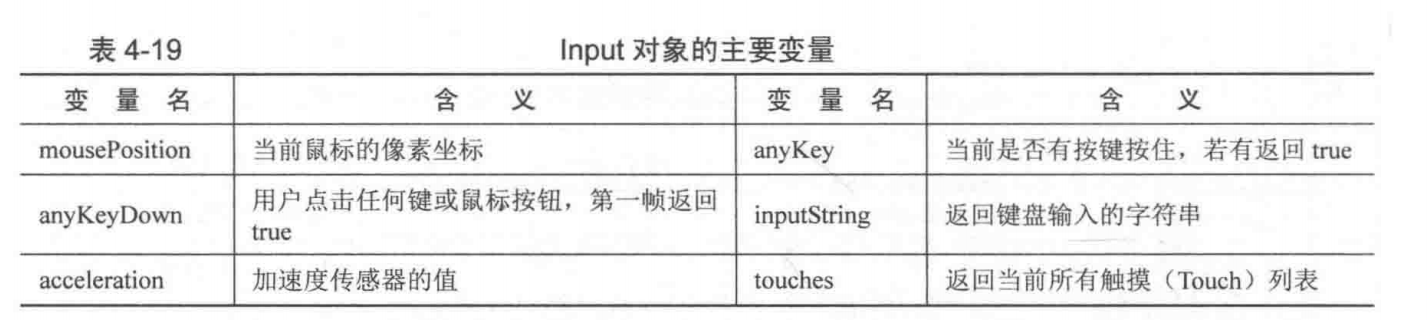 表 4-19 Input 对象的主要变量
变 量 名 含 义 变 量 名 含 义
mousePosition 当前鼠标的像素坐标 anyKey 当前是否有按键按住，若有返回 true
anyKeyDown 用户点击任何键或鼠标按钮，第一帧返回
true inputString 返回键盘输入的字符串
acceleration 加速度传感器的值 touches 返回当前所有触摸（Touch）列表